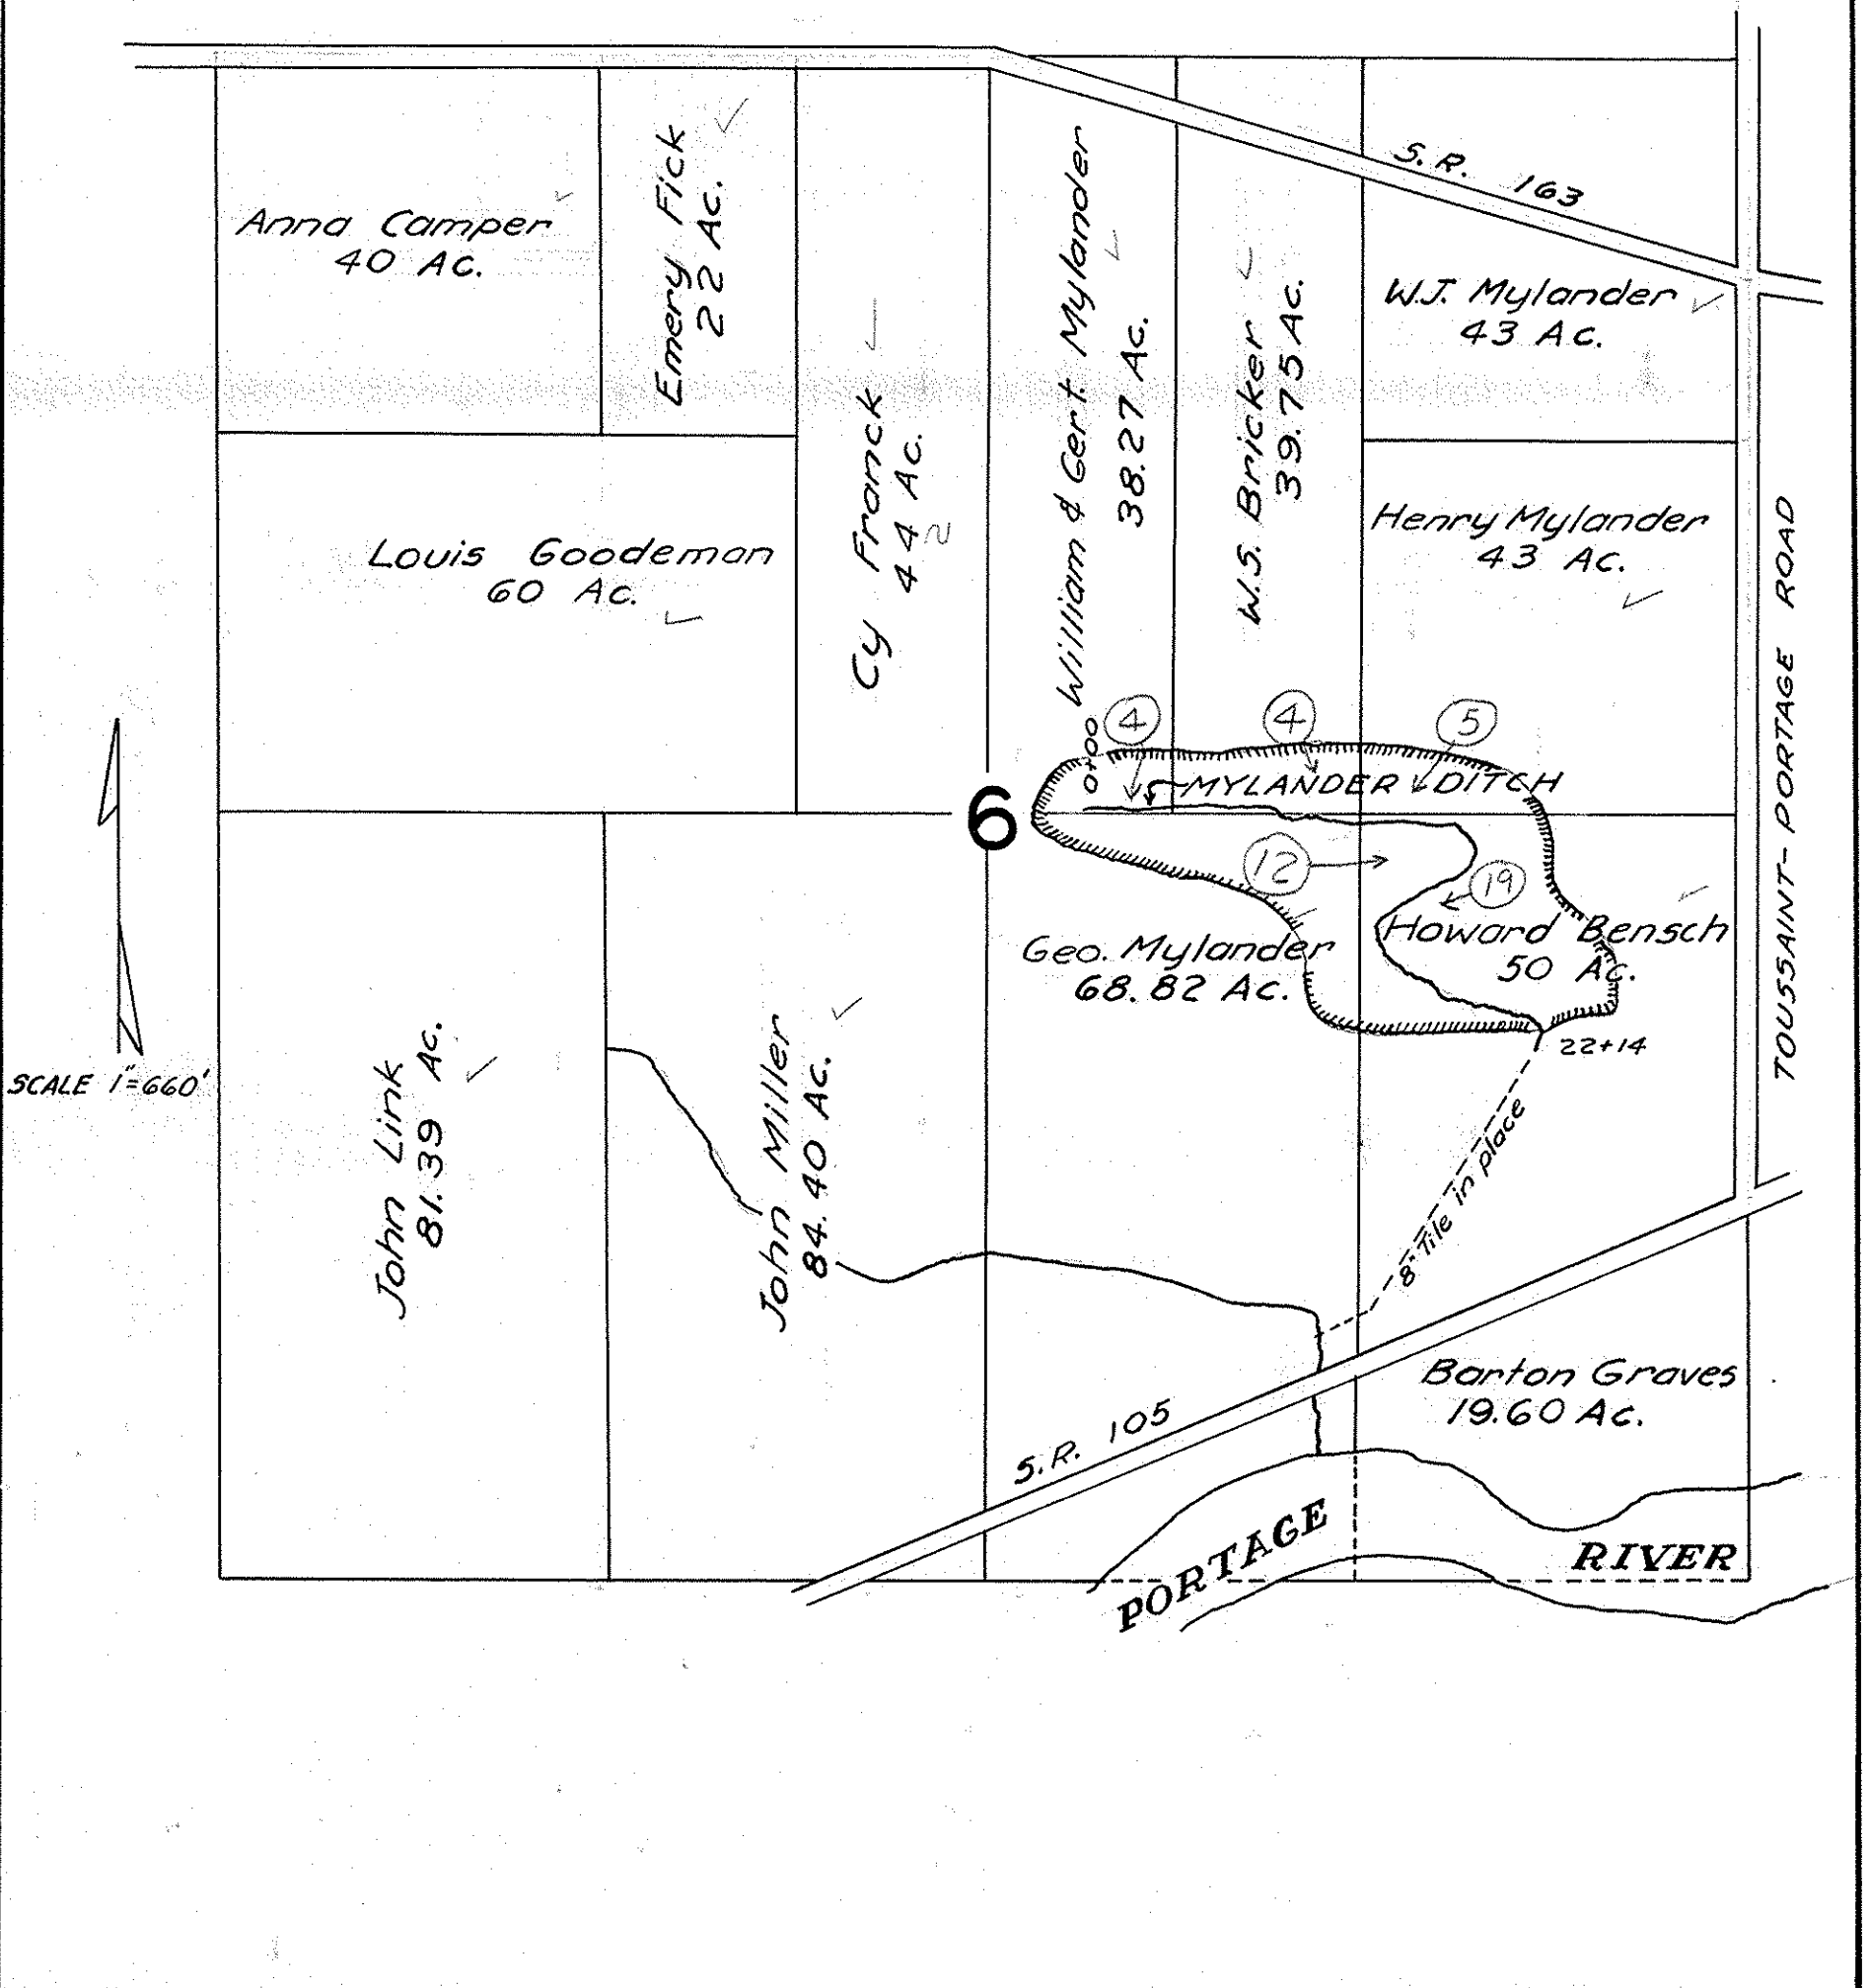 S.R. 163
Anna Camper
40 Ac.
Emery Fick
22 Ac.
Cy Franck
44 Ac.
William & Gert. Mylander
38.27 Ac.
W.S. Bricker
39.75 Ac.
W.J. Mylander
43 Ac.
Louis Goodeman
60 Ac.
Henry Mylander
43 Ac.
TOUSSAINT-PORTAGE ROAD
0+00
4
4
5
MYLANDER DITCH
6
12
19
Geo. Mylander
68.82 Ac.
Howard Bensch
50 Ac.
22+14
SCALE 1"=660'
John Link
81.39 Ac.
John Miller
84.40 Ac.
8" Tile in place
Barton Graves
19.60 Ac.
S.R. 105
PORTAGE RIVER